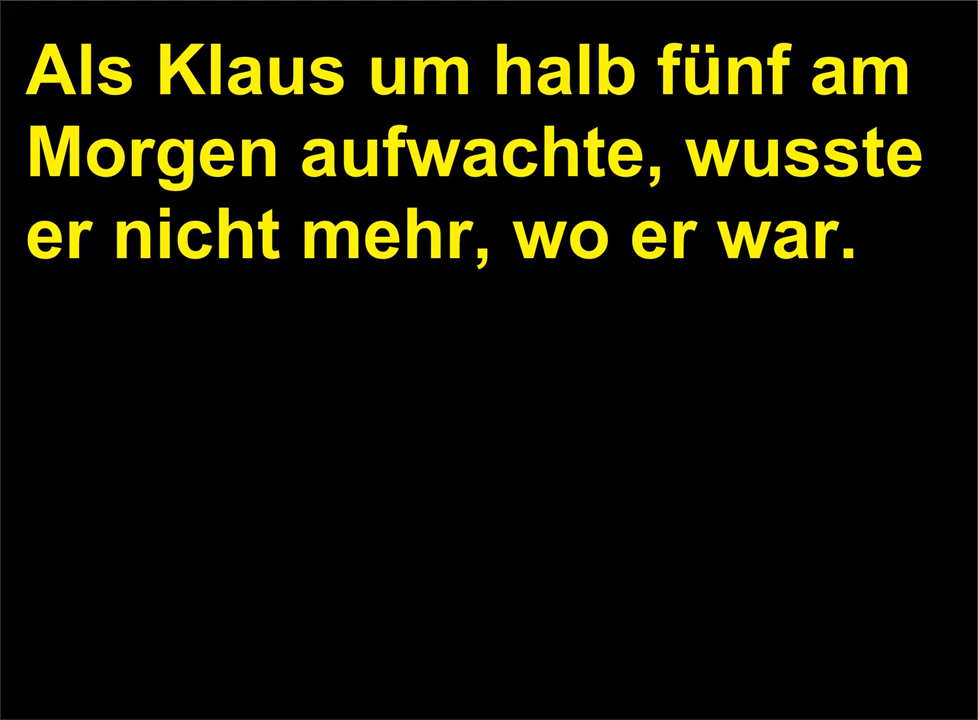 Als Klaus um halb fünf am
Morgen aufwachte, wusste
er nicht mehr, wo er war.